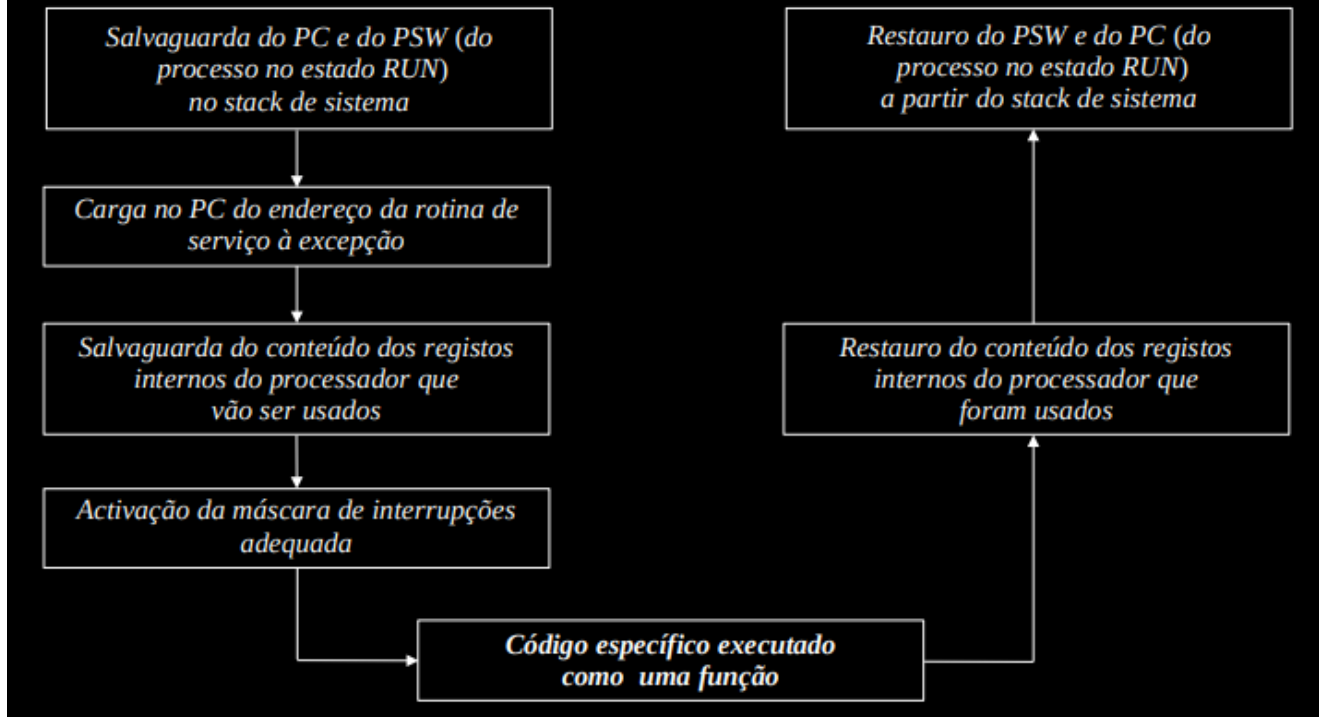 Salvaguarda do PC e do PSW (do
processo no estado RUN)
no stack de sistema
Carga no PC do endereço da rotina de
serviço à excepção
Salvaguarda do conteúdo dos registos
internos do processador que
vão ser usados
Activação da máscara de interrupções
adequada
Código específico executado
como uma função
Restauro do conteúdo dos registos
internos do processador que
foram usados
Restauro do PSW e do PC (do
processo no estado RUN)
a partir do stack de sistema